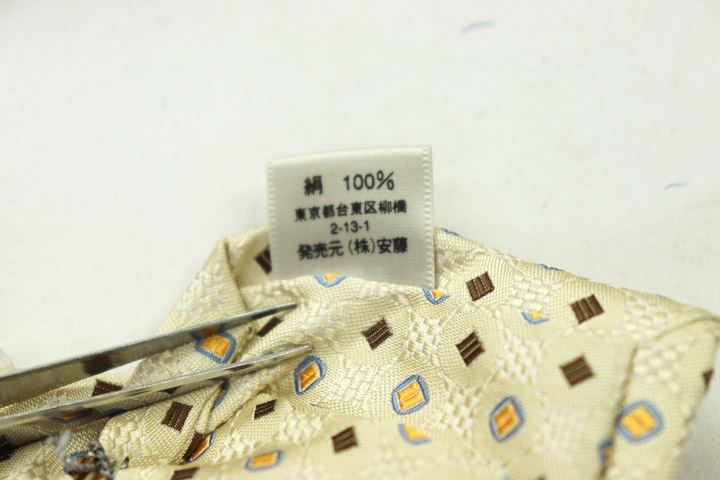 絹 100%
東京都台東区柳橋
2-13-1
発売元(株)安藤